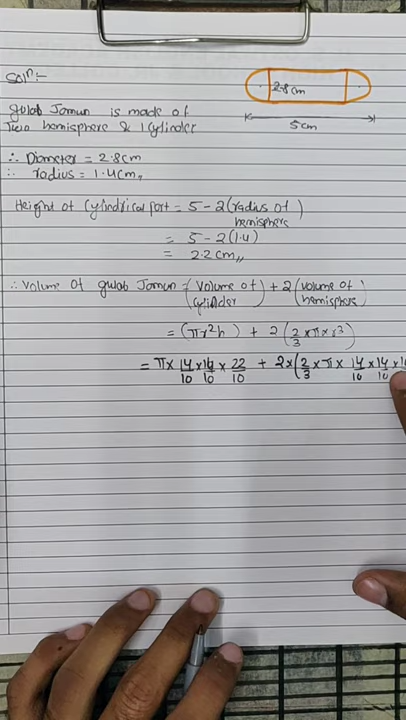 Solⁿ:-
2.8cm
5cm
gulab Jamun is made of
Two hemisphere & 1 Cylinder
∴ Diameter = 2.8cm
∴ radius = 1.4cm,,
Height of Cylindrical part = 5 - 2(radius of hemisphere)
= 5 - 2(1.4)
= 2.2cm,,
∴ Volume of gulab Jamun = (Volume of cylinder) + 2(volume of hemisphere)
= (πr²h) + 2(2/3 × π × r³)
= π × 14/10 × 14/10 × 22/10 + 2×(2/3 × π × 14/10 × 14/10 ×